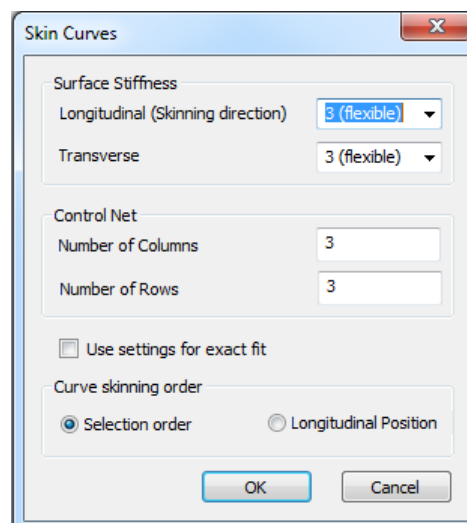 Skin Curves
Surface Stiffness
Longitudinal (Skinning direction) 3 (flexible)
Transverse 3 (flexible)
Control Net
Number of Columns 3
Number of Rows 3
Use settings for exact fit
Curve skinning order
Selection order Longitudinal Position
OK Cancel